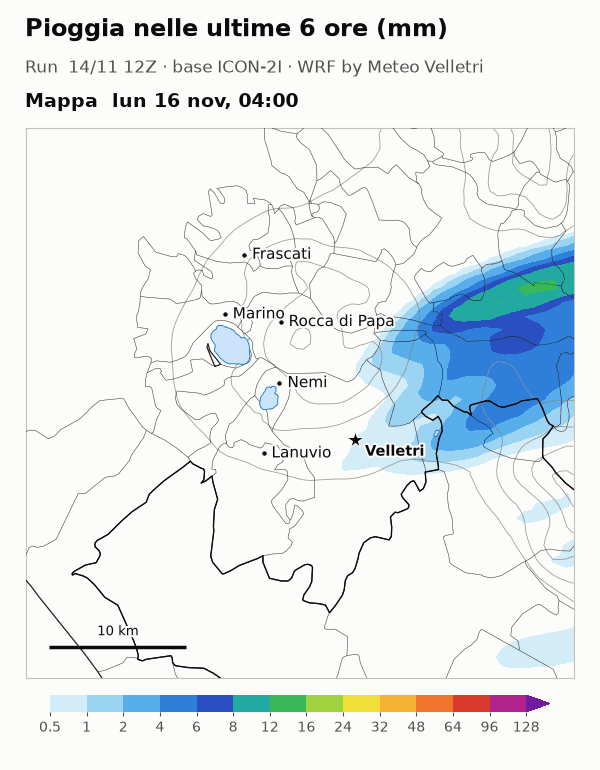 Pioggia nelle ultime 6 ore (mm)
Run 14/11 12Z · base ICON-2I · WRF by Meteo Velletri
Mappa lun 16 nov, 04:00
Frascati
Marino
Rocca di Papa
Nemi
Velletri
Lanuvio
10 km
0.5 1 2 4 6 8 12 16 24 32 48 64 96 128